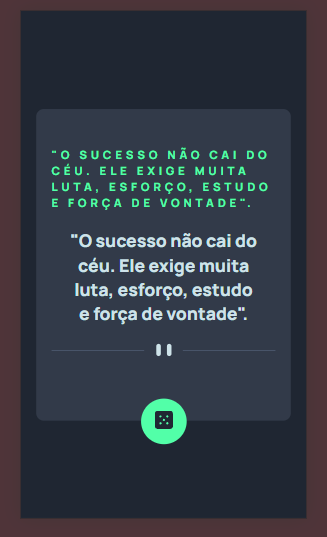 "O SUCESSO NÃO CAI DO
CÉU. ELE EXIGE MUITA
LUTA, ESFORÇO, ESTUDO
E FORÇA DE VONTADE".
"O sucesso não cai do
céu. Ele exige muita
luta, esforço, estudo
e força de vontade".